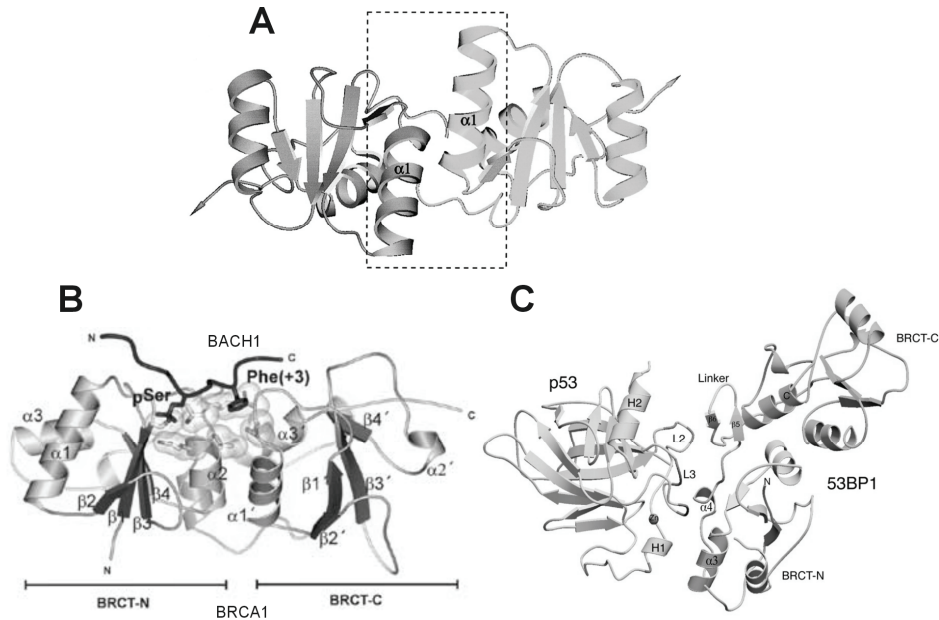 A
α1
α1
B
N
BACH1
C
pSer
Phe(+3)
α3
α1
α3´
β4´
C
α2
α2´
β2
β4
β1´
β3´
β
β3
α1´
β2´
N
BRCT-N
BRCA1
BRCT-C
C
BRCT-C
Linker
p53
H2
C
β5
L2
L3
53BP1
N
α4
H1
α3
BRCT-N